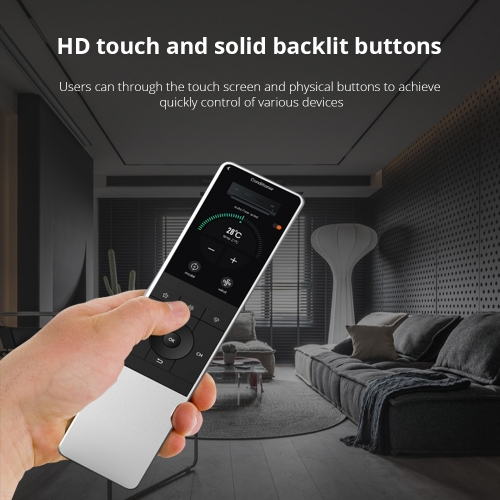 HD touch and solid backlit buttons
Users can through the touch screen and physical buttons to achieve
quickly control of various devices
Conditioner
28°C
OK
CH